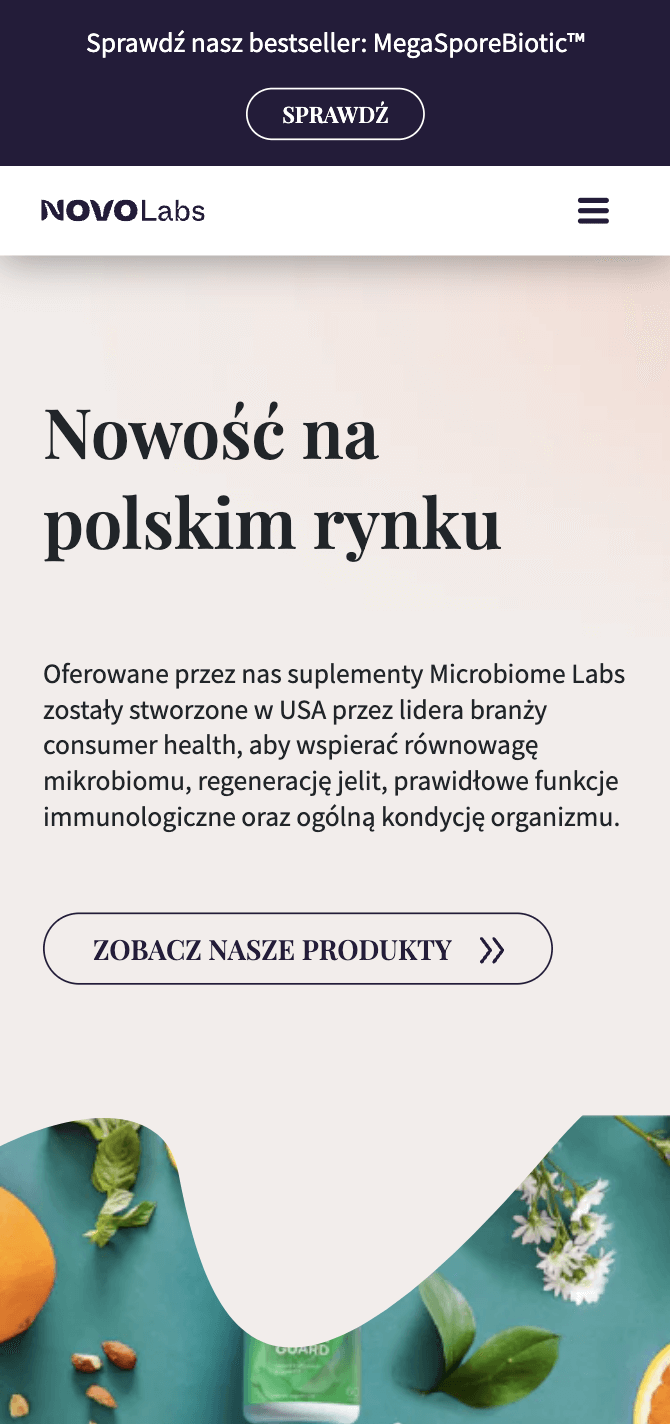 Sprawdź nasz bestseller: MegaSporeBiotic™
SPRAWDŹ
NOVOLabs
Nowość na
polskim rynku
Oferowane przez nas suplementy Microbiome Labs
zostały stworzone w USA przez lidera branży
consumer health, aby wspierać równowagę
mikrobiomu, regenerację jelit, prawidłowe funkcje
immunologiczne oraz ogólną kondycję organizmu.
ZOBACZ NASZE PRODUKTY
GUARD